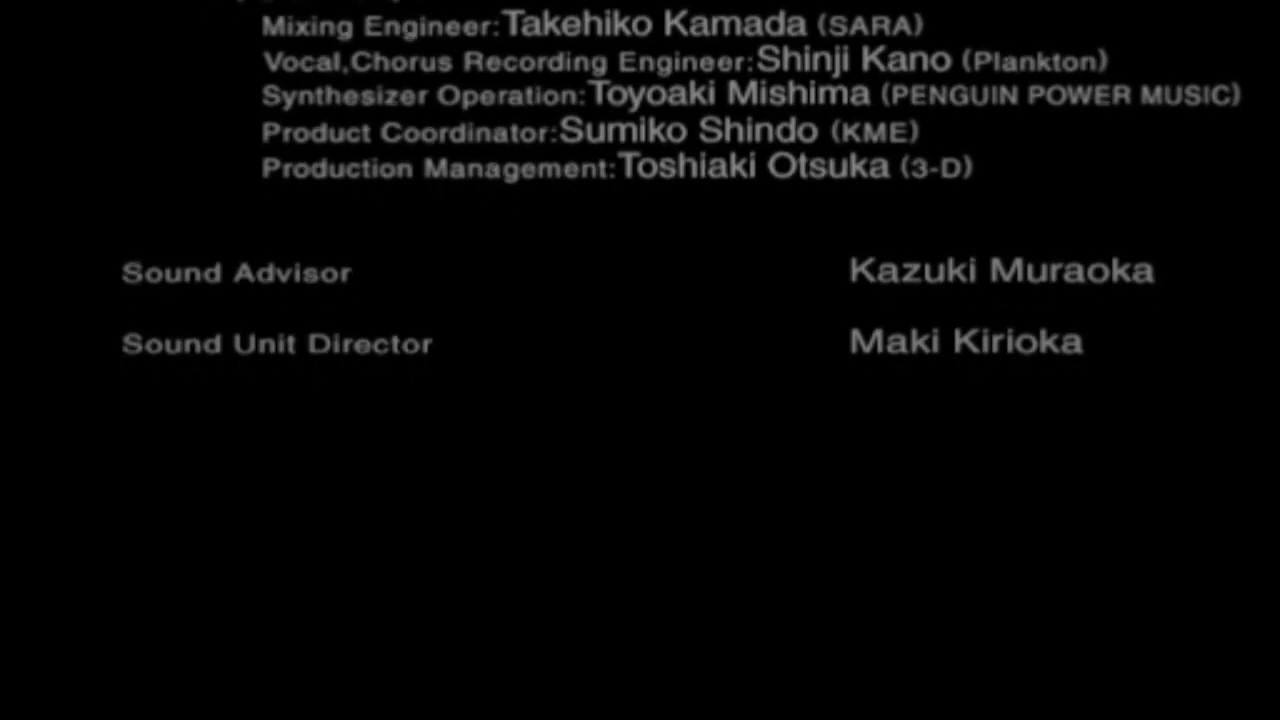 Mixing Engineer:Takehiko Kamada (SARA)
Vocal,Chorus Recording Engineer:Shinji Kano (Plankton)
Synthesizer Operation:Toyoaki Mishima (PENGUIN POWER MUSIC)
Product Coordinator:Sumiko Shindo (KME)
Production Management:Toshiaki Otsuka (3-D)
Sound Advisor Kazuki Muraoka
Sound Unit Director Maki Kirioka